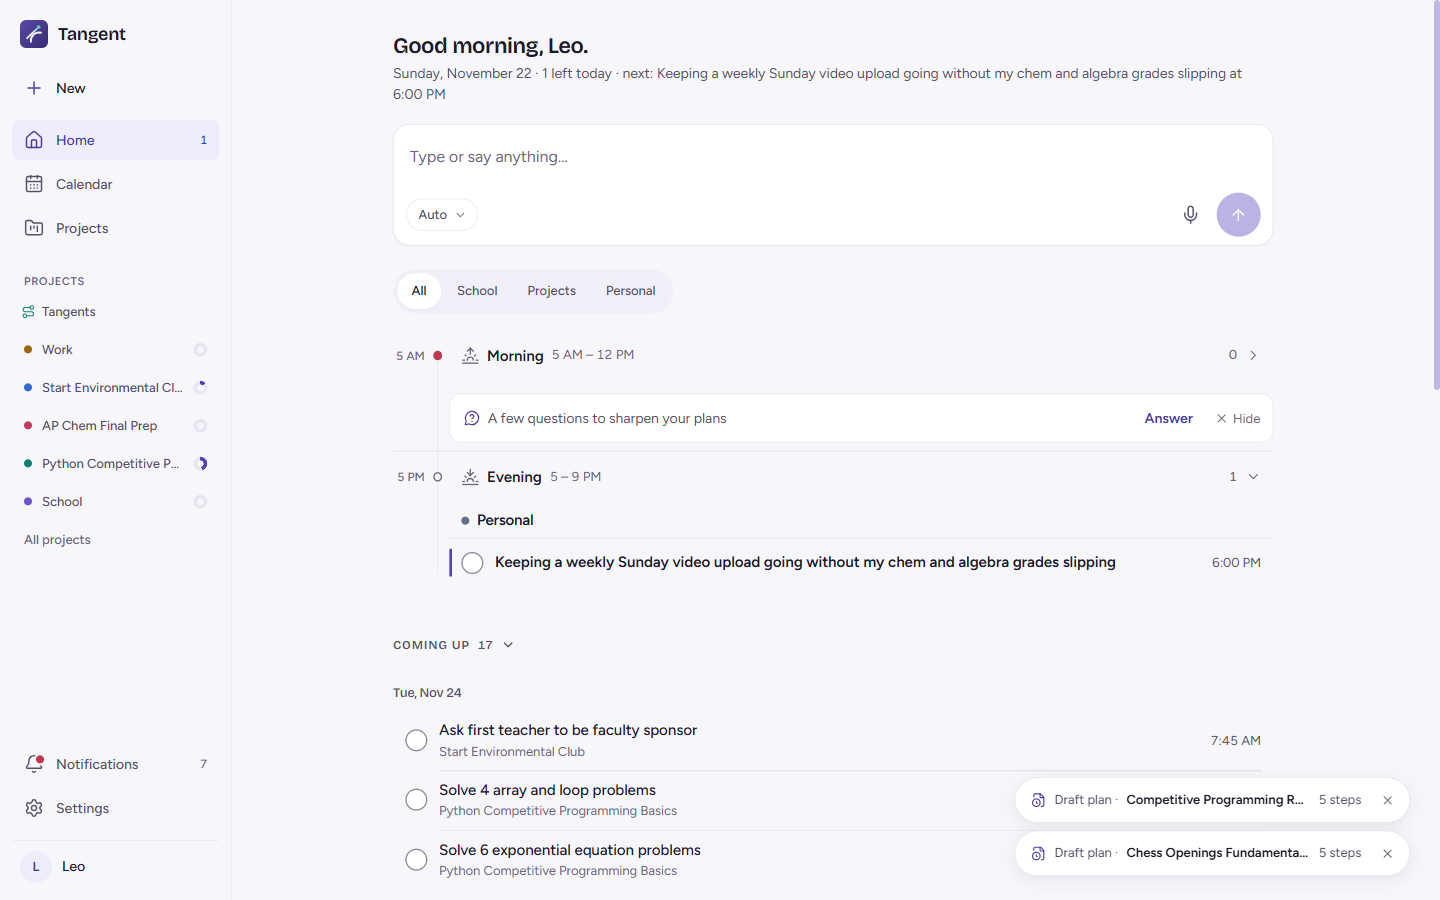 Tangent
New
Home 1
Calendar
Projects
PROJECTS
Tangents
Work
Start Environmental Cl...
AP Chem Final Prep
Python Competitive P...
School
All projects
Notifications 7
Settings
L Leo
Good morning, Leo.
Sunday, November 22 · 1 left today · next: Keeping a weekly Sunday video upload going without my chem and algebra grades slipping at
6:00 PM
Type or say anything...
Auto
All School Projects Personal
5 AM Morning 5 AM – 12 PM 0
A few questions to sharpen your plans Answer Hide
5 PM Evening 5 – 9 PM 1
Personal
Keeping a weekly Sunday video upload going without my chem and algebra grades slipping 6:00 PM
COMING UP 17
Tue, Nov 24
Ask first teacher to be faculty sponsor
Start Environmental Club
7:45 AM
Solve 4 array and loop problems
Python Competitive Programming Basics
Solve 6 exponential equation problems
Python Competitive Programming Basics
Draft plan · Competitive Programming R... 5 steps
Draft plan · Chess Openings Fundamenta... 5 steps